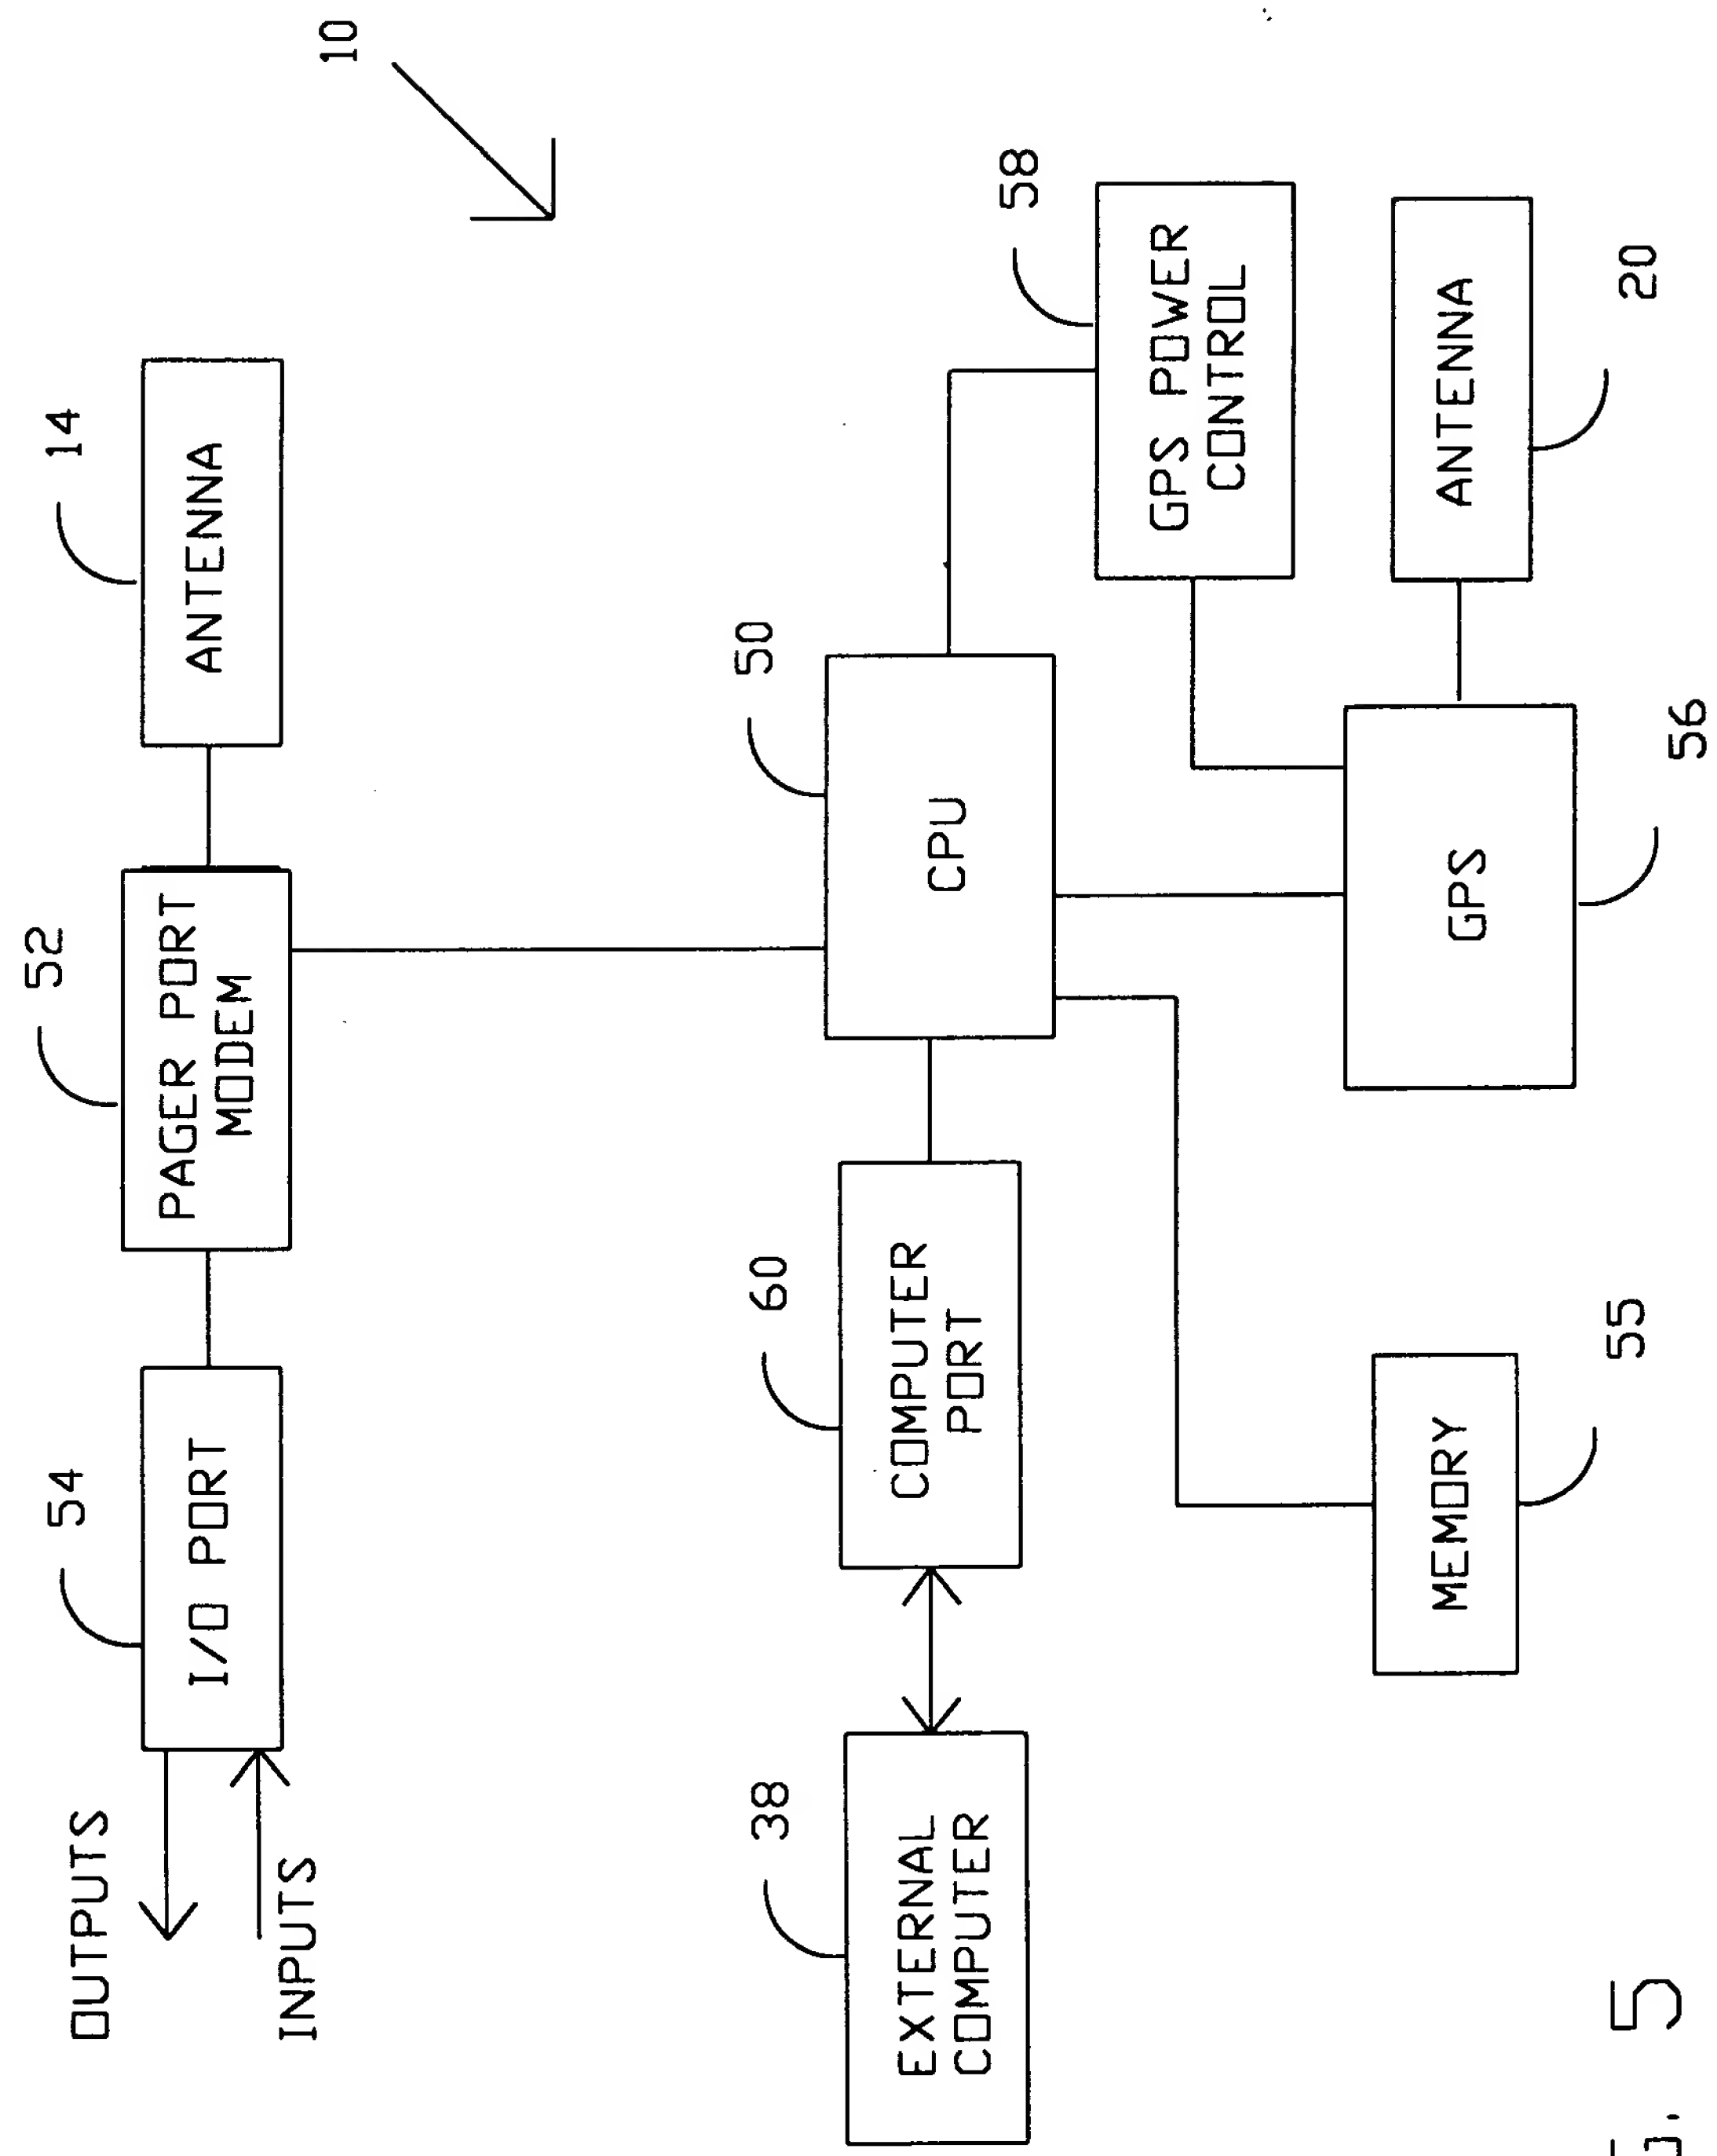 10
OUTPUTS
INPUTS
54
I/O PORT
52
PAGER PORT
MODEM
14
ANTENNA
38
EXTERNAL
COMPUTER
60
COMPUTER
PORT
50
CPU
58
GPS POWER
CONTROL
ANTENNA
20
GPS
56
MEMORY
55
5